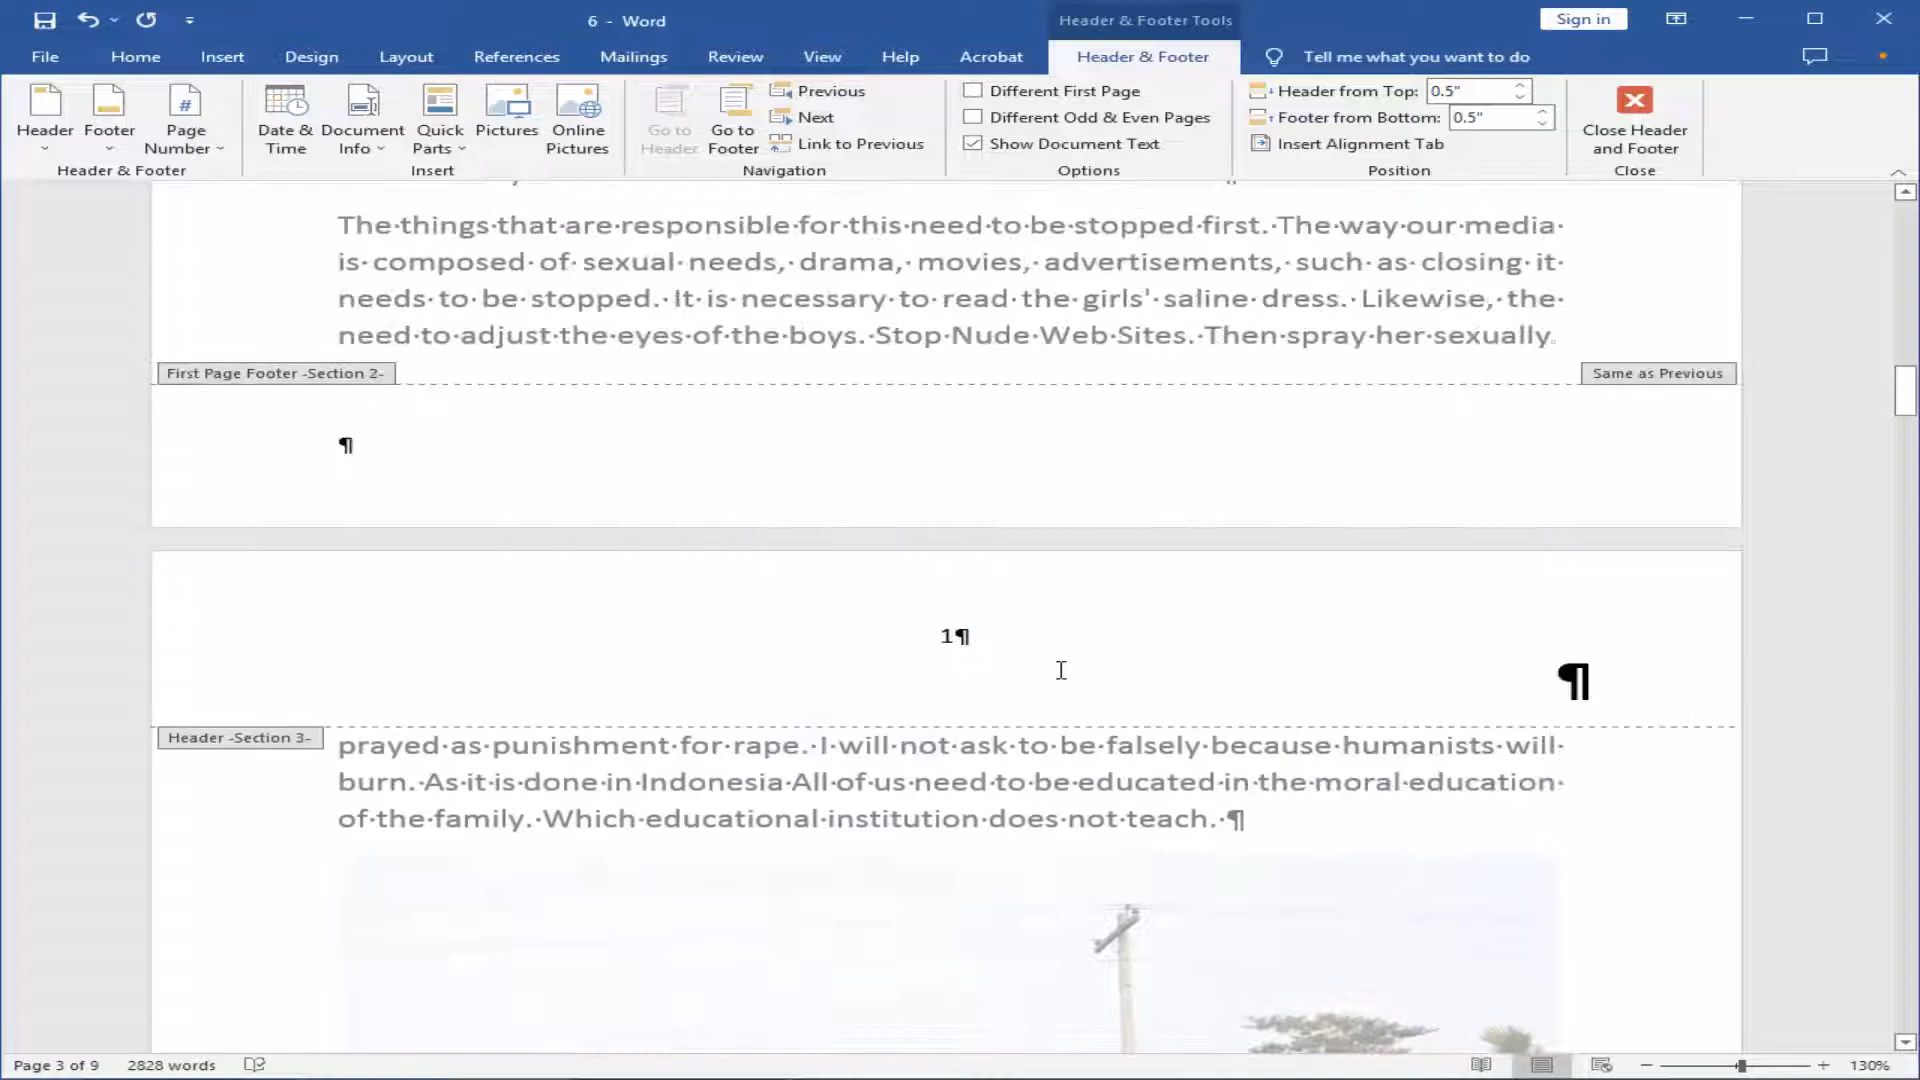 6 - Word
Header & Footer Tools
Sign in
File Home Insert Design Layout References Mailings Review View Help Acrobat Header & Footer Tell me what you want to do
Header
Footer
Page Number
Header & Footer
Date & Time
Document Info
Quick Parts
Pictures
Online Pictures
Insert
Go to Header
Go to Footer
Previous
Next
Link to Previous
Navigation
Different First Page
Different Odd & Even Pages
Show Document Text
Options
Header from Top: 0.5"
Footer from Bottom: 0.5"
Insert Alignment Tab
Position
Close Header and Footer
Close
The·things·that·are·responsible·for·this·need·to·be·stopped·first.·The·way·our·media·
is·composed·of·sexual·needs,·drama,·movies,·advertisements,·such·as·closing·it·
needs·to·be·stopped.·It·is·necessary·to·read·the·girls'·saline·dress.·Likewise,·the·
need·to·adjust·the·eyes·of·the·boys.·Stop·Nude·Web·Sites.·Then·spray·her·sexually
First Page Footer -Section 2-
Same as Previous
¶
1¶
¶
Header -Section 3-
prayed·as·punishment·for·rape.·I·will·not·ask·to·be·falsely·because·humanists·will·
burn.·As·it·is·done·in·Indonesia·All·of·us·need·to·be·educated·in·the·moral·education·
of·the·family.·Which·educational·institution·does·not·teach.·¶
Page 3 of 9 2828 words
130%